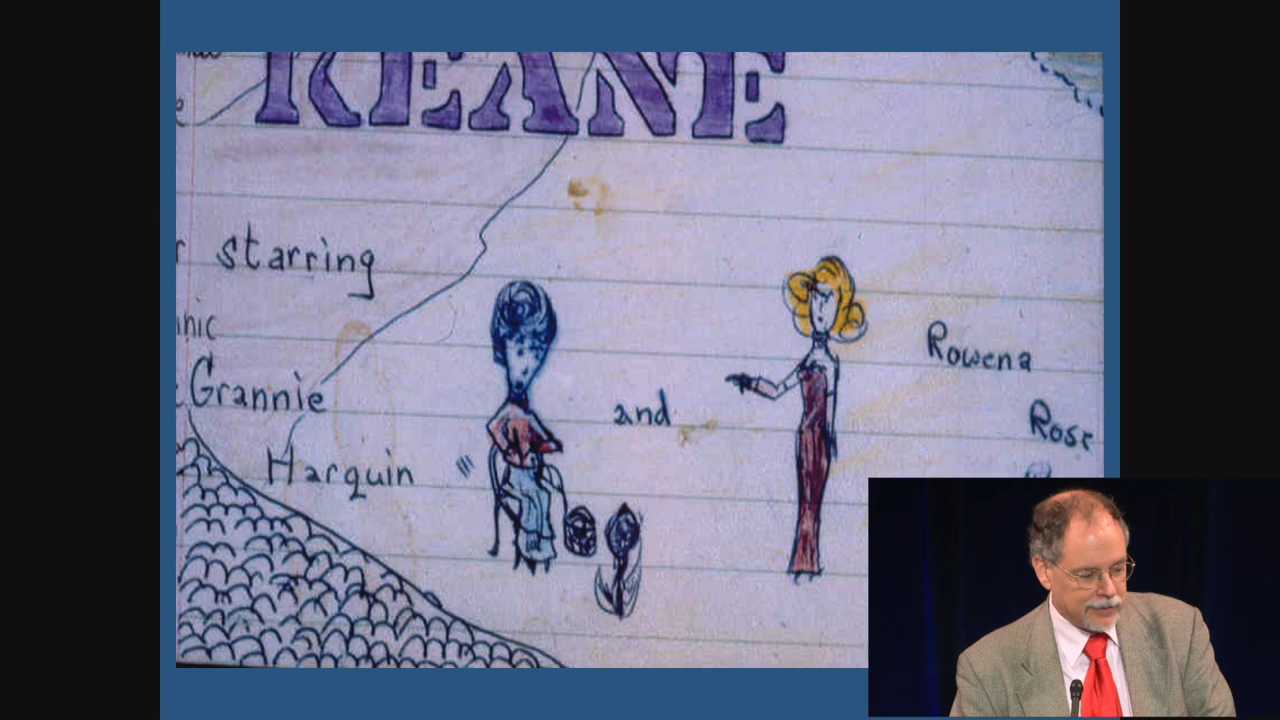 KEANE
starring
Grannie
Harquin
and
Rowena
Rose